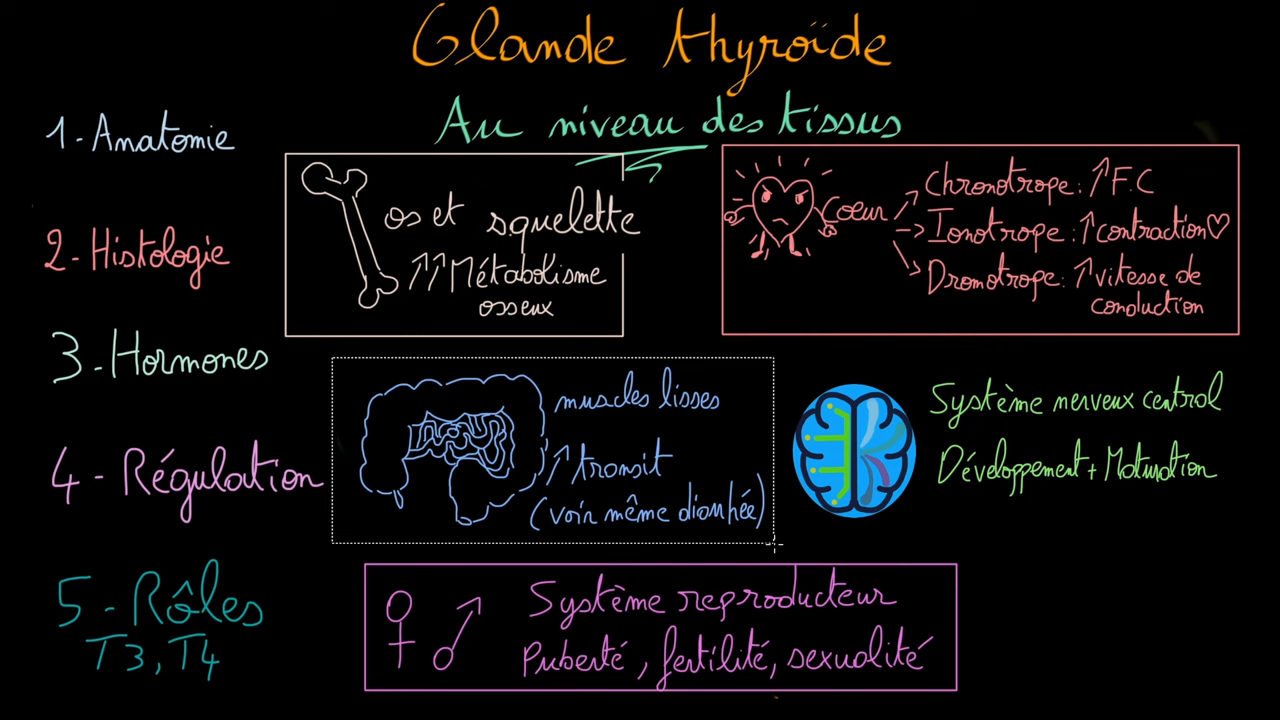 Glande thyroïde
Au niveau des tissus
1-Anatomie
2-Histologie
3-Hormones
4-Régulation
5-Rôles
T3, T4
os et squelette
↑↑Métabolisme
osseux
Coeur
Chronotrope: ↑F.C
Ionotrope: ↑contraction♡
Dromotrope: ↑vitesse de
conduction
muscles lisses
↑transit
(voir même diarrhée)
Système nerveux central
Développement + Maturation
Système reproducteur
Puberté, fertilité, sexualité